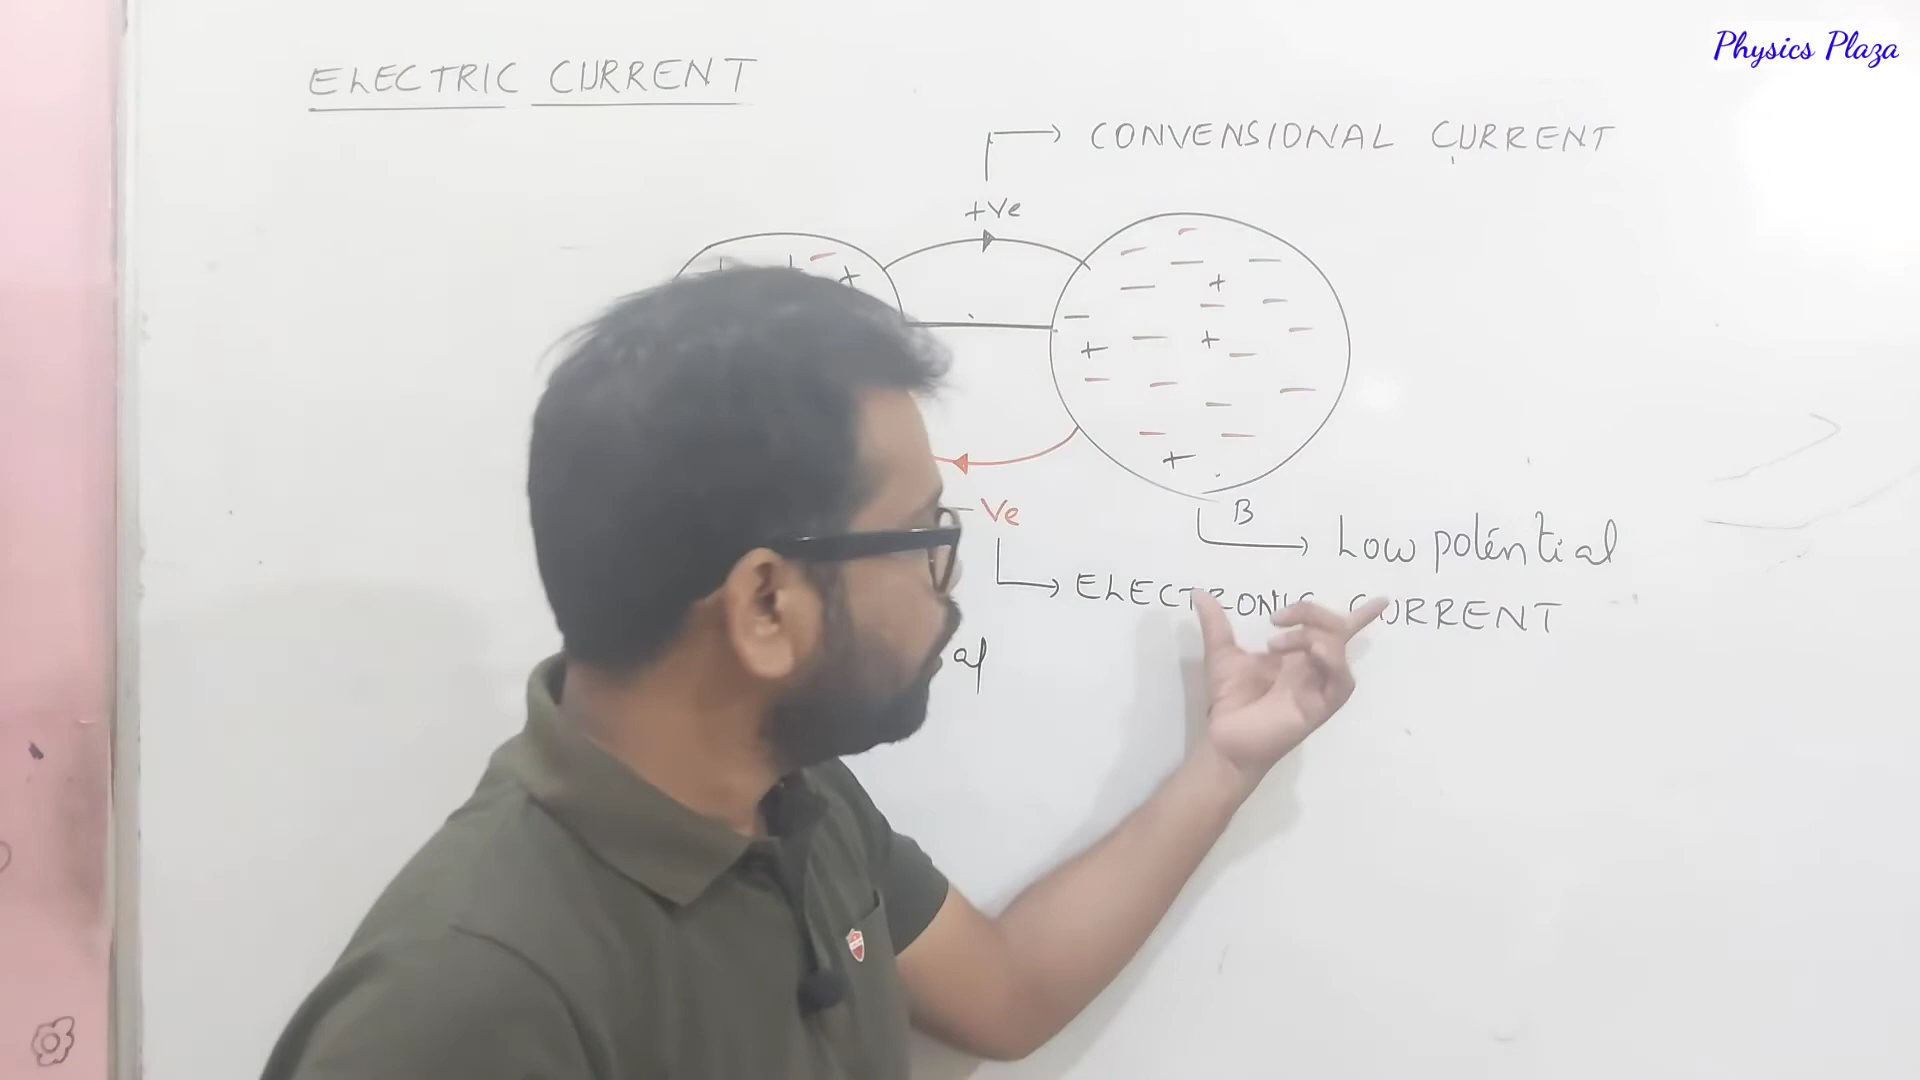 Physics Plaza
ELECTRIC CURRENT
CONVENSIONAL CURRENT
+Ve
B
Low potential
-Ve
ELECTRONIC CURRENT